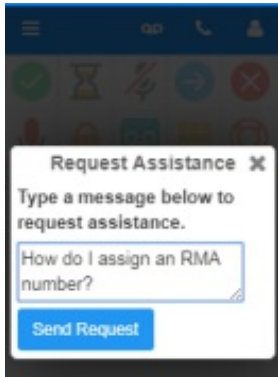 Request Assistance ✖
Type a message below to
request assistance.
How do I assign an RMA
number?
Send Request